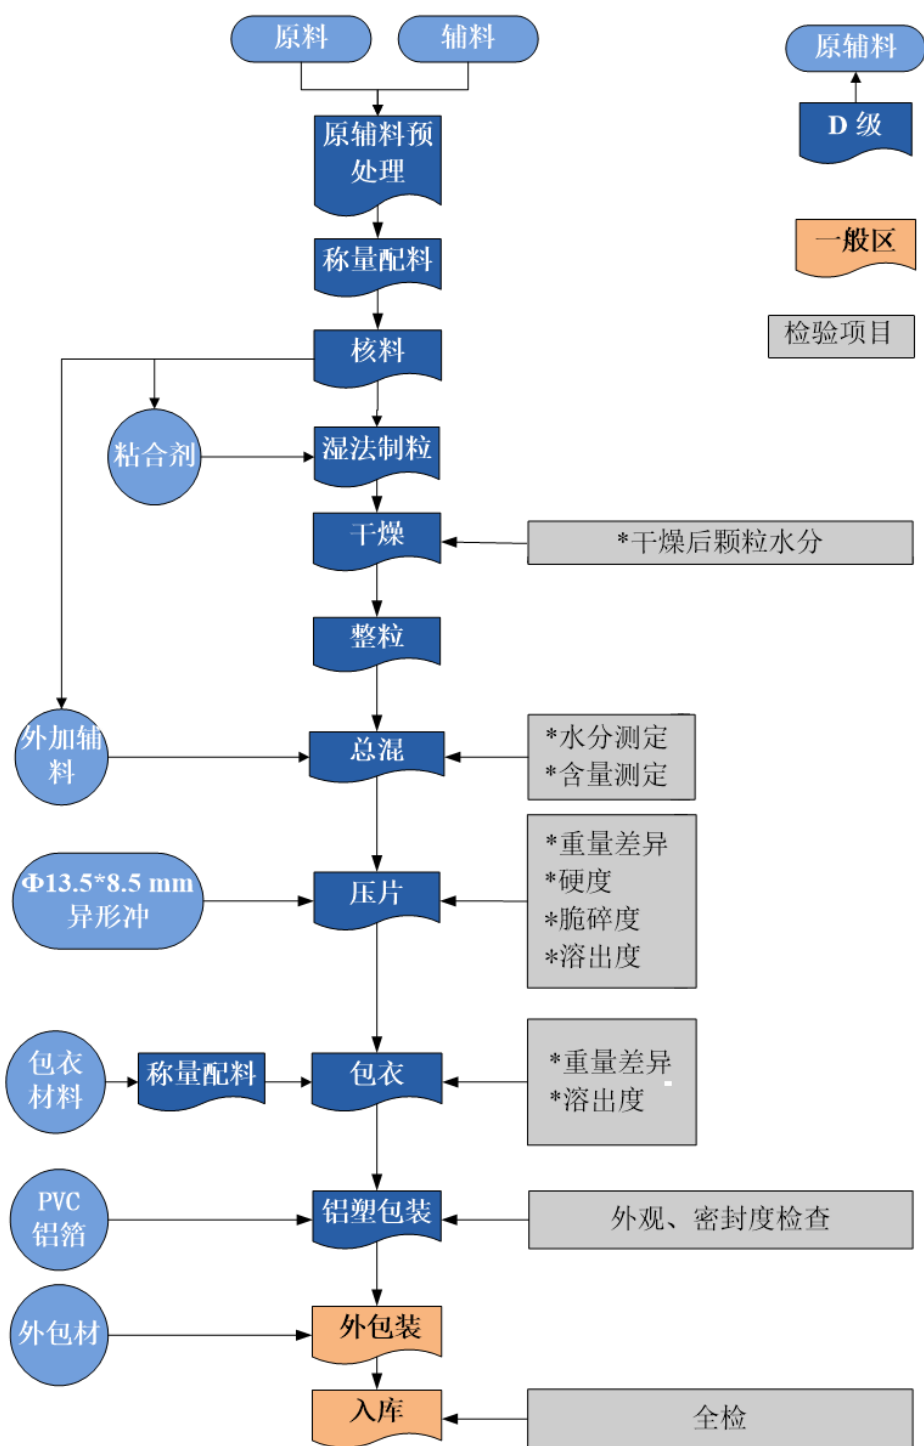 原料
辅料
原辅料
原辅料预
处理
D 级
称量配料
一般区
核料
检验项目
粘合剂
湿法制粒
干燥
*干燥后颗粒水分
整粒
外加辅
料
总混
*水分测定
*含量测定
Φ13.5*8.5 mm
异形冲
压片
*重量差异
*硬度
*脆碎度
*溶出度
包衣
材料
称量配料
包衣
*重量差异
*溶出度
PVC
铝箔
铝塑包装
外观、密封度检查
外包材
外包装
入库
全检